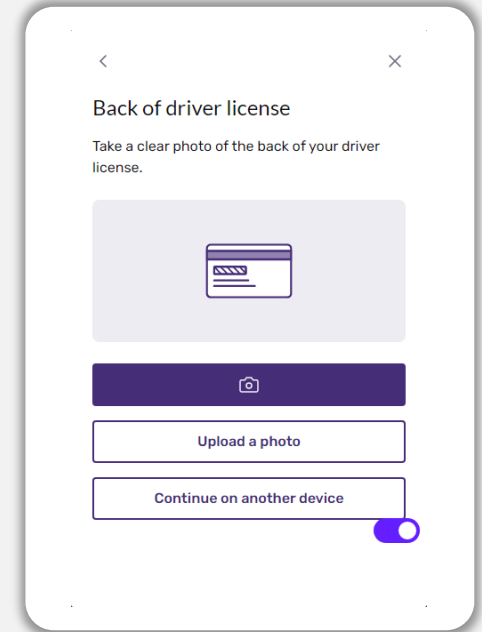 Back of driver license
Take a clear photo of the back of your driver
license.
Upload a photo
Continue on another device